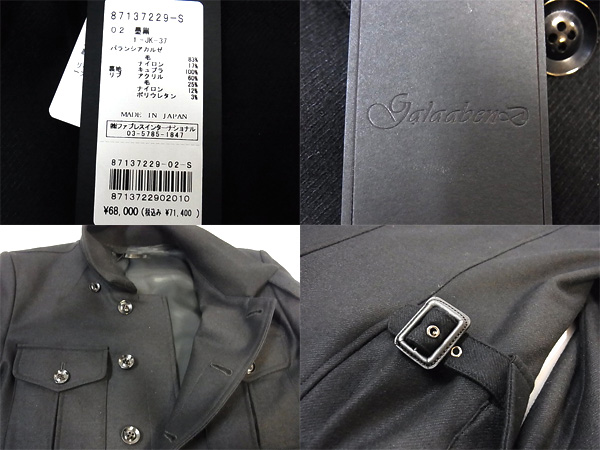 87137229-S
02 墨黒
1-JK-37
バランシアカルゼ
毛 83%
ナイロン 17%
裏地 キュプラ 100%
リブ アクリル 60%
毛 25%
ナイロン 12%
ポリウレタン 3%
MADE IN JAPAN
㈱ファブレスインターナショナル
03-5785-1847
87137229-02-S
8713722902010
¥68,000(税込み ¥71,400)
GalaabenD